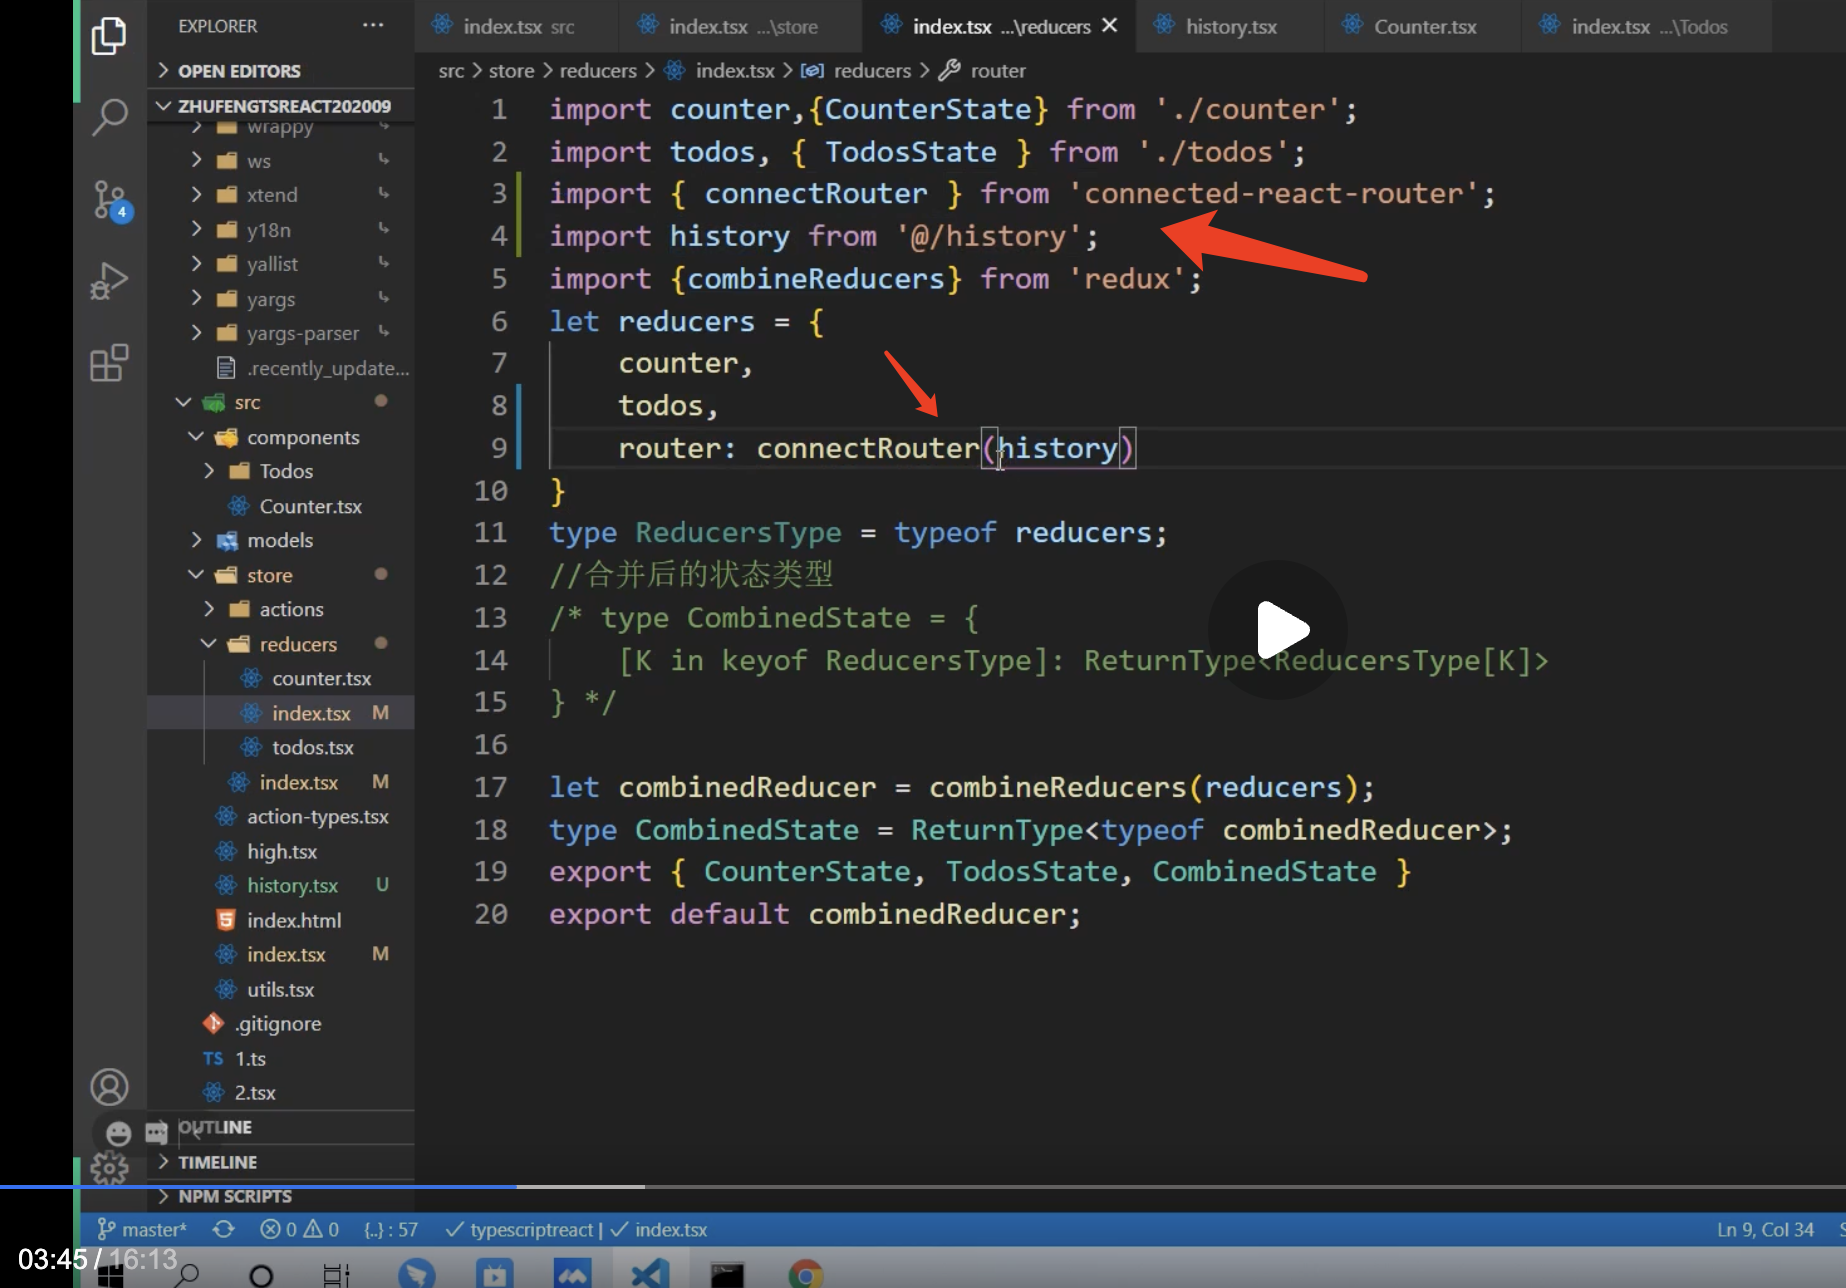 EXPLORER ...
index.tsx src
index.tsx ...\store
index.tsx ...\reducers
history.tsx
Counter.tsx
index.tsx ...\Todos
OPEN EDITORS
ZHUFENGTSREACT202009
wrappy
ws
xtend
y18n
yallist
yargs
yargs-parser
.recently_update...
src
components
Todos
Counter.tsx
models
store
actions
reducers
counter.tsx
index.tsx M
todos.tsx
index.tsx M
action-types.tsx
high.tsx
history.tsx U
index.html
index.tsx M
utils.tsx
.gitignore
TS 1.ts
2.tsx
OUTLINE
TIMELINE
NPM SCRIPTS
4
src > store > reducers > index.tsx > reducers > router
1 import counter,{CounterState} from './counter';
2 import todos, { TodosState } from './todos';
3 import { connectRouter } from 'connected-react-router';
4 import history from '@/history';
5 import {combineReducers} from 'redux';
6 let reducers = {
7 counter,
8 todos,
9 router: connectRouter(history)
10 }
11 type ReducersType = typeof reducers;
12 //合并后的状态类型
13 /* type CombinedState = {
14 [K in keyof ReducersType]: ReturnType<ReducersType[K]>
15 } */
16
17 let combinedReducer = combineReducers(reducers);
18 type CombinedState = ReturnType<typeof combinedReducer>;
19 export { CounterState, TodosState, CombinedState }
20 export default combinedReducer;
master* 0 0 {..} : 57 ✓ typescriptreact | ✓ index.tsx
Ln 9, Col 34
03:45 / 16:13